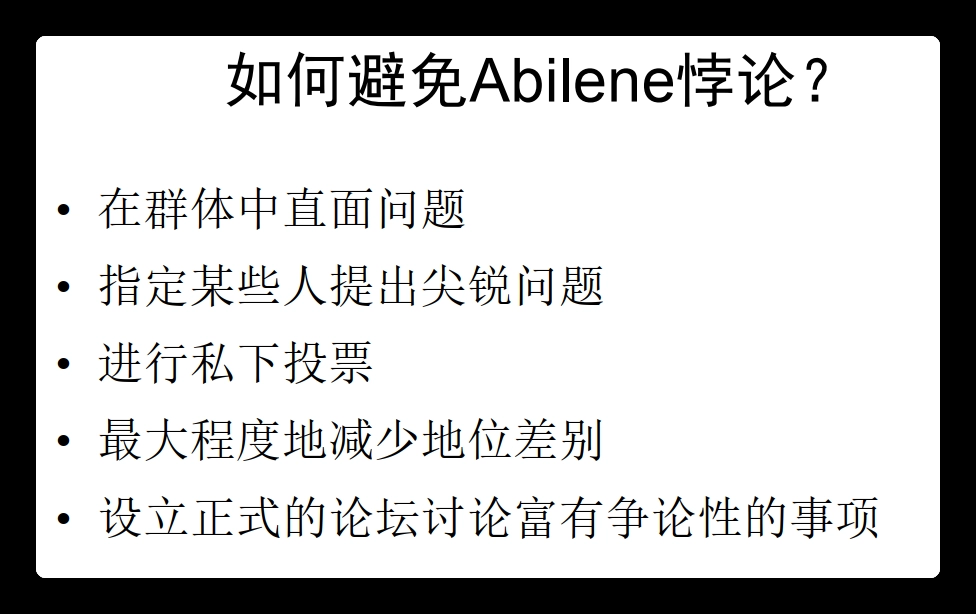 如何避免Abilene悖论？
• 在群体中直面问题
• 指定某些人提出尖锐问题
• 进行私下投票
• 最大程度地减少地位差别
• 设立正式的论坛讨论富有争论性的事项